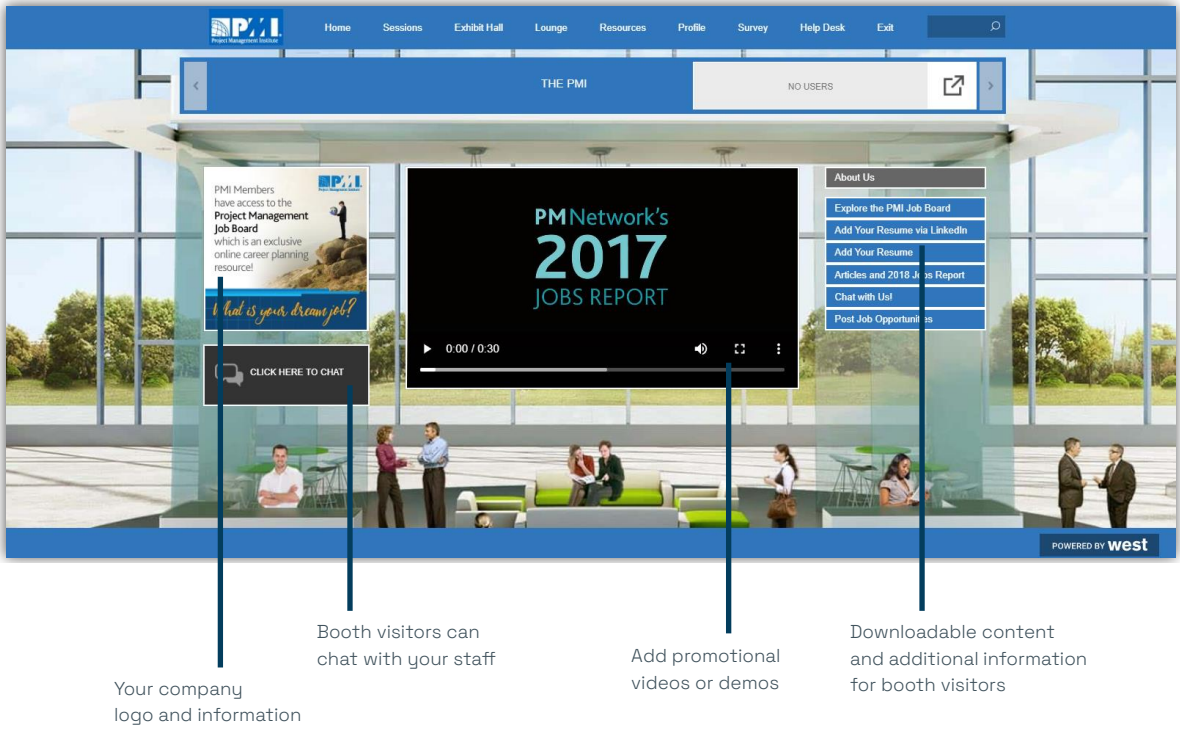 PMI.
Project Management Institute
Home
Sessions
Exhibit Hall
Lounge
Resources
Profile
Survey
Help Desk
Exit
THE PMI
NO USERS
PMI Members
have access to the
Project Management
Job Board
which is an exclusive
online career planning
resource!
PMI.
What is your dream job?
CLICK HERE TO CHAT
PMNetwork's
2017
JOBS REPORT
0:00 / 0:30
About Us
Explore the PMI Job Board
Add Your Resume via LinkedIn
Add Your Resume
Articles and 2018 Jobs Report
Chat with Us!
Post Job Opportunities
POWERED BY west
Booth visitors can
chat with your staff
Your company
logo and information
Add promotional
videos or demos
Downloadable content
and additional information
for booth visitors